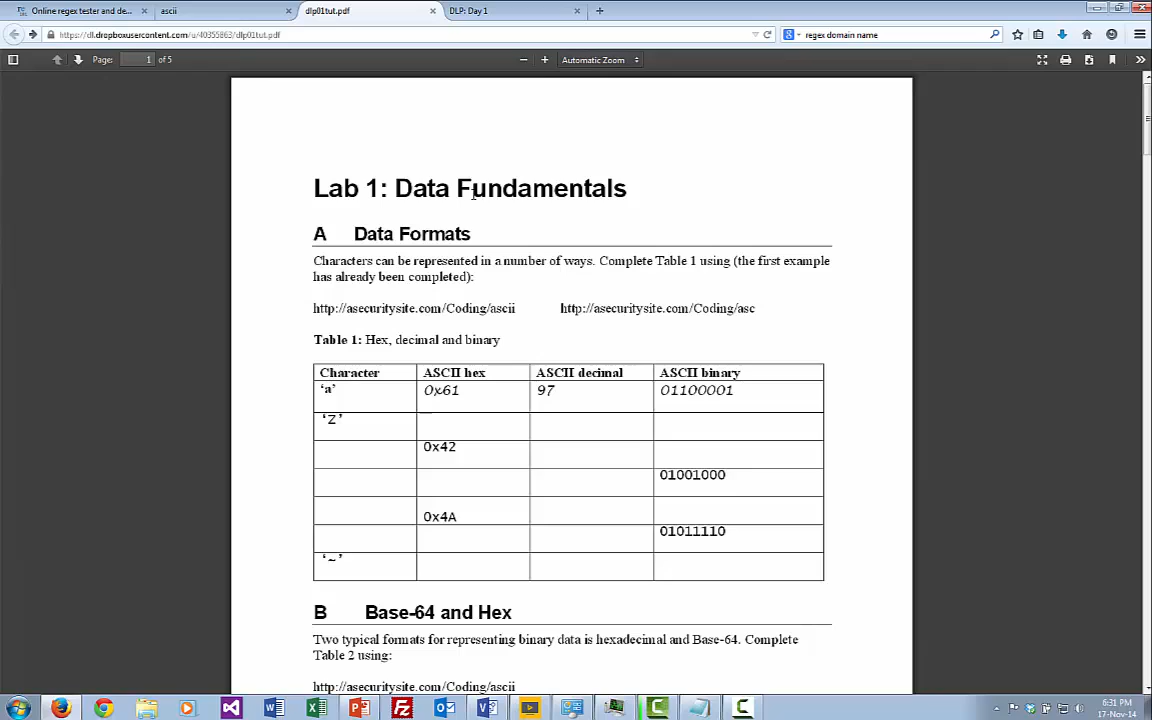 Online regex tester and de...
ascii
dlp01tut.pdf
DLP: Day 1
https://dl.dropboxusercontent.com/u/40355863/dlp01tut.pdf
regex domain name
Page: 1 of 5
Automatic Zoom
Lab 1: Data Fundamentals
A Data Formats
Characters can be represented in a number of ways. Complete Table 1 using (the first example
has already been completed):
http://asecuritysite.com/Coding/ascii http://asecuritysite.com/Coding/asc
Table 1: Hex, decimal and binary
Character ASCII hex ASCII decimal ASCII binary
‘a’ 0x61 97 01100001
‘Z’
0x42
01001000
0x4A
01011110
‘~’
B Base-64 and Hex
Two typical formats for representing binary data is hexadecimal and Base-64. Complete
Table 2 using:
http://asecuritysite.com/Coding/ascii
6:31 PM
17-Nov-14